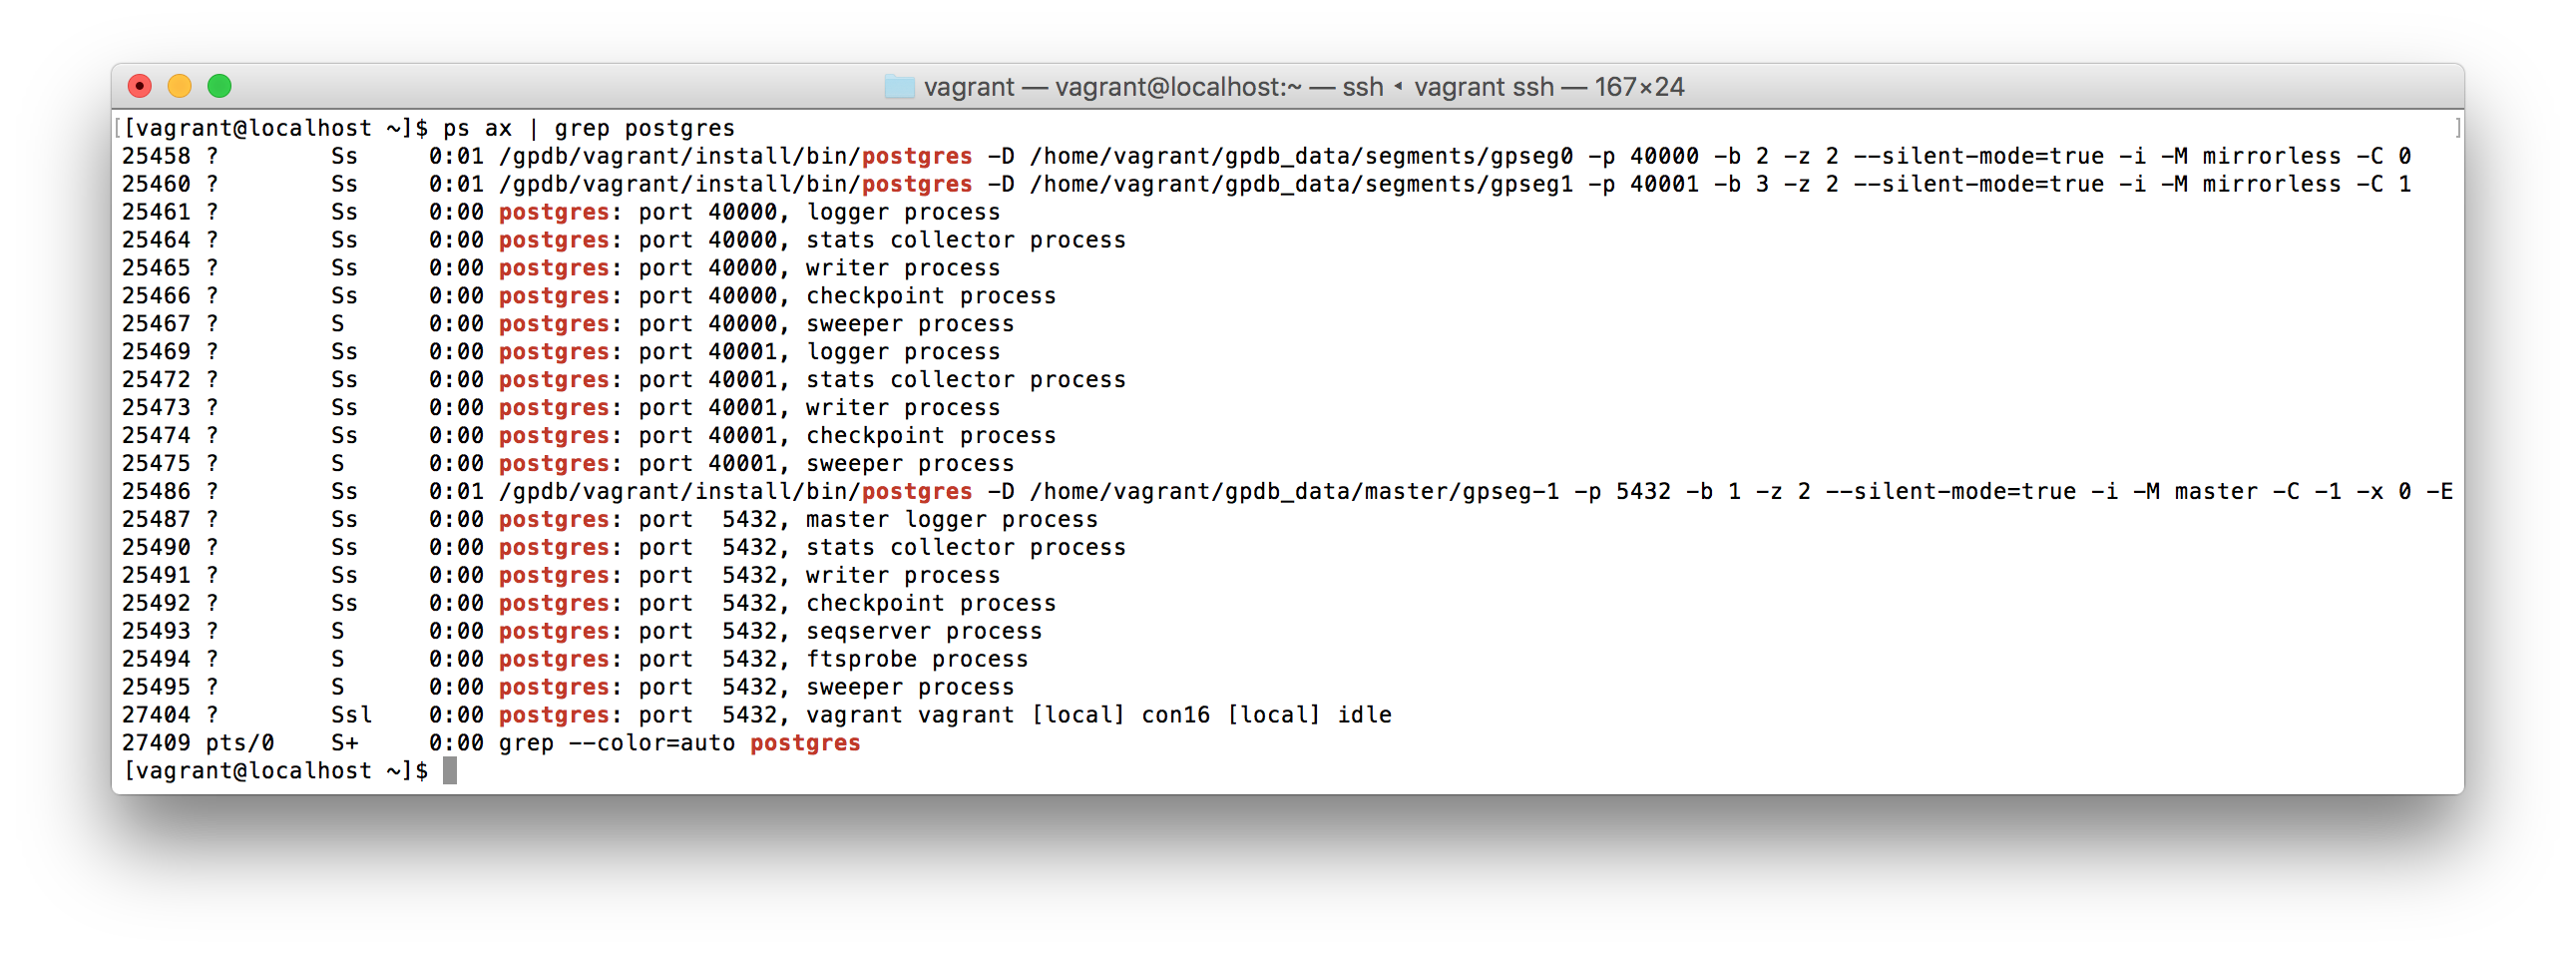 vagrant — vagrant@localhost:~ — ssh ◂ vagrant ssh — 167×24
[[vagrant@localhost ~]$ ps ax | grep postgres ]
25458 ?        Ss     0:01 /gpdb/vagrant/install/bin/postgres -D /home/vagrant/gpdb_data/segments/gpseg0 -p 40000 -b 2 -z 2 --silent-mode=true -i -M mirrorless -C 0
25460 ?        Ss     0:01 /gpdb/vagrant/install/bin/postgres -D /home/vagrant/gpdb_data/segments/gpseg1 -p 40001 -b 3 -z 2 --silent-mode=true -i -M mirrorless -C 1
25461 ?        Ss     0:00 postgres: port 40000, logger process
25464 ?        Ss     0:00 postgres: port 40000, stats collector process
25465 ?        Ss     0:00 postgres: port 40000, writer process
25466 ?        Ss     0:00 postgres: port 40000, checkpoint process
25467 ?        S      0:00 postgres: port 40000, sweeper process
25469 ?        Ss     0:00 postgres: port 40001, logger process
25472 ?        Ss     0:00 postgres: port 40001, stats collector process
25473 ?        Ss     0:00 postgres: port 40001, writer process
25474 ?        Ss     0:00 postgres: port 40001, checkpoint process
25475 ?        S      0:00 postgres: port 40001, sweeper process
25486 ?        Ss     0:01 /gpdb/vagrant/install/bin/postgres -D /home/vagrant/gpdb_data/master/gpseg-1 -p 5432 -b 1 -z 2 --silent-mode=true -i -M master -C -1 -x 0 -E
25487 ?        Ss     0:00 postgres: port  5432, master logger process
25490 ?        Ss     0:00 postgres: port  5432, stats collector process
25491 ?        Ss     0:00 postgres: port  5432, writer process
25492 ?        Ss     0:00 postgres: port  5432, checkpoint process
25493 ?        S      0:00 postgres: port  5432, seqserver process
25494 ?        S      0:00 postgres: port  5432, ftsprobe process
25495 ?        S      0:00 postgres: port  5432, sweeper process
27404 ?        Ssl    0:00 postgres: port  5432, vagrant vagrant [local] con16 [local] idle
27409 pts/0    S+     0:00 grep --color=auto postgres
[vagrant@localhost ~]$